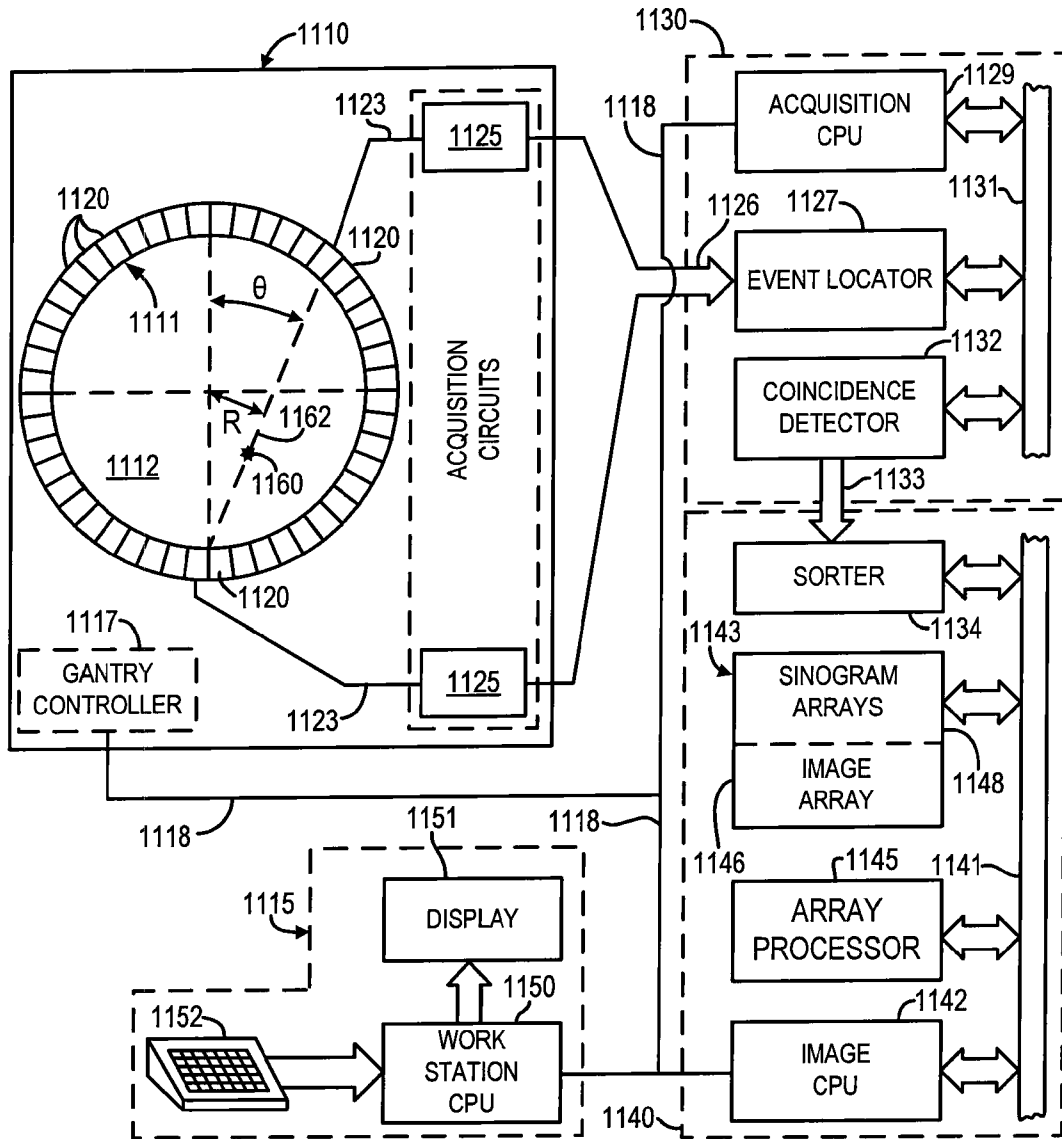 1110
1130
1123
1125
1118
ACQUISITION
CPU
1129
1131
1120
1120
1126
1127
EVENT LOCATOR
θ
1111
ACQUISITION
CIRCUITS
1132
COINCIDENCE
DETECTOR
R
1162
1112
1160
1133
1120
SORTER
1134
1117
GANTRY
CONTROLLER
1123
1125
1143
SINOGRAM
ARRAYS
1148
IMAGE
ARRAY
1118
1151
1118
1146
1145
1141
1115
DISPLAY
ARRAY
PROCESSOR
1152
1150
1142
WORK
STATION
CPU
IMAGE
CPU
1140